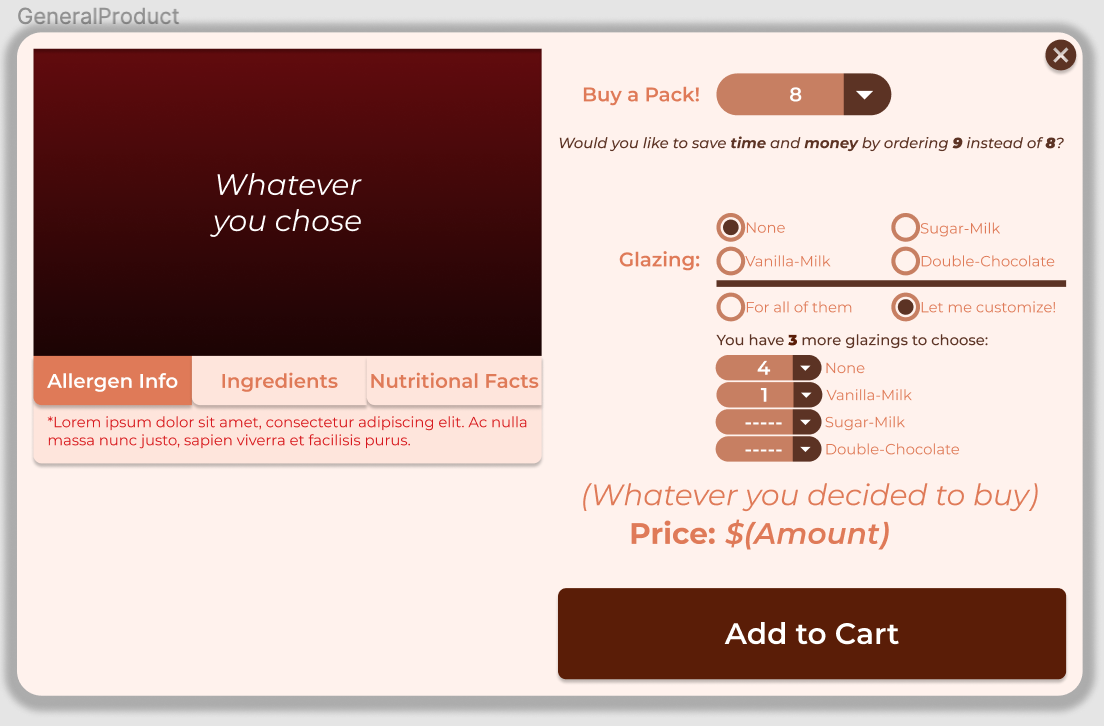 GeneralProduct
Whatever
you chose
Allergen Info
Ingredients
Nutritional Facts
*Lorem ipsum dolor sit amet, consectetur adipiscing elit. Ac nulla
massa nunc justo, sapien viverra et facilisis purus.
Buy a Pack!
8
Would you like to save time and money by ordering 9 instead of 8?
Glazing:
None
Sugar-Milk
Vanilla-Milk
Double-Chocolate
For all of them
Let me customize!
You have 3 more glazings to choose:
4 None
1 Vanilla-Milk
----- Sugar-Milk
----- Double-Chocolate
(Whatever you decided to buy)
Price: $(Amount)
Add to Cart